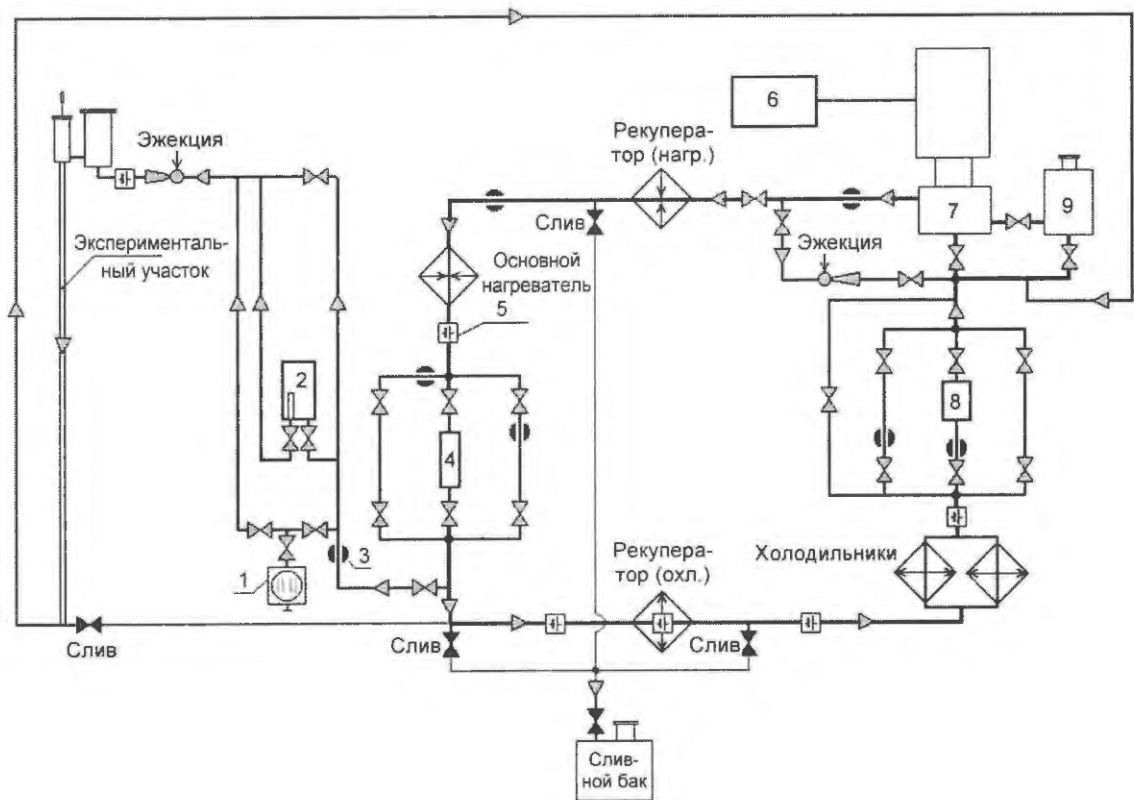 6
Эжекция
Рекупера-
тор (нагр.)
7
9
Слив
Эксперименталь-
ный участок
Основной
нагреватель
5
Эжекция
2
4
8
1
3
Рекупера-
тор (охл.)
Холодильники
Слив
Слив
Слив
Слив-
ной бак